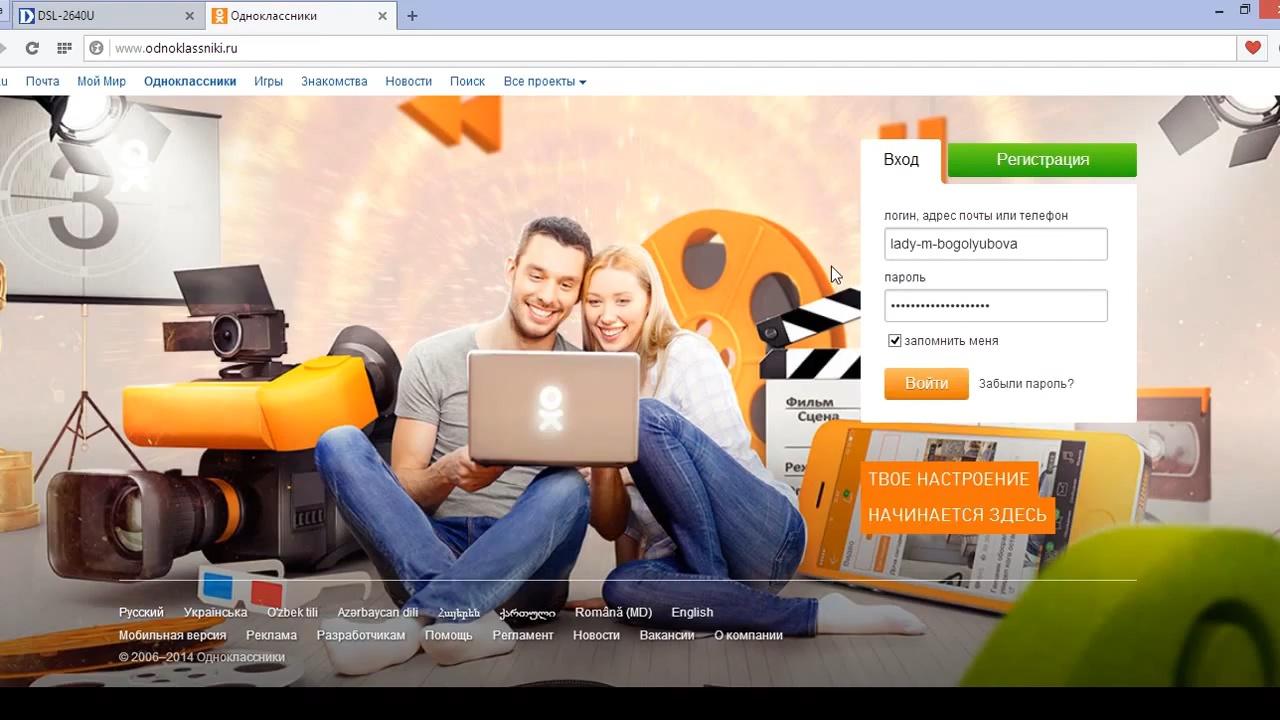 DSL-2640U
Одноклассники
www.odnoklassniki.ru
Почта Мой Мир Одноклассники Игры Знакомства Новости Поиск Все проекты
3
Вход
Регистрация
логин, адрес почты или телефон
lady-m-bogolyubova
пароль
запомнить меня
Войти Забыли пароль?
Фильм
Сцена
ТВОЕ НАСТРОЕНИЕ
НАЧИНАЕТСЯ ЗДЕСЬ
Русский Українська O'zbek tili Azərbaycan dili Հայերեն ქართული Română (MD) English
Мобильная версия Реклама Разработчикам Помощь Регламент Новости Вакансии О компании
© 2006–2014 Одноклассники